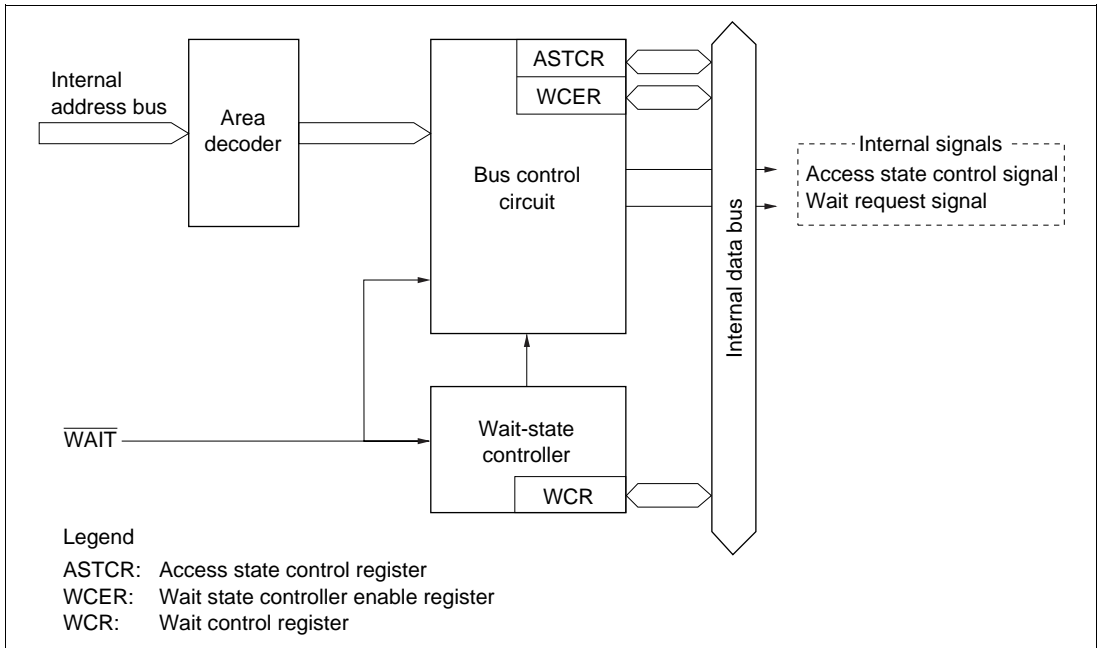 Internal
address bus
Area
decoder
ASTCR
WCER
Bus control
circuit
Internal data bus
Internal signals
Access state control signal
Wait request signal
WAIT
Wait-state
controller
WCR
Legend
ASTCR: Access state control register
WCER: Wait state controller enable register
WCR: Wait control register